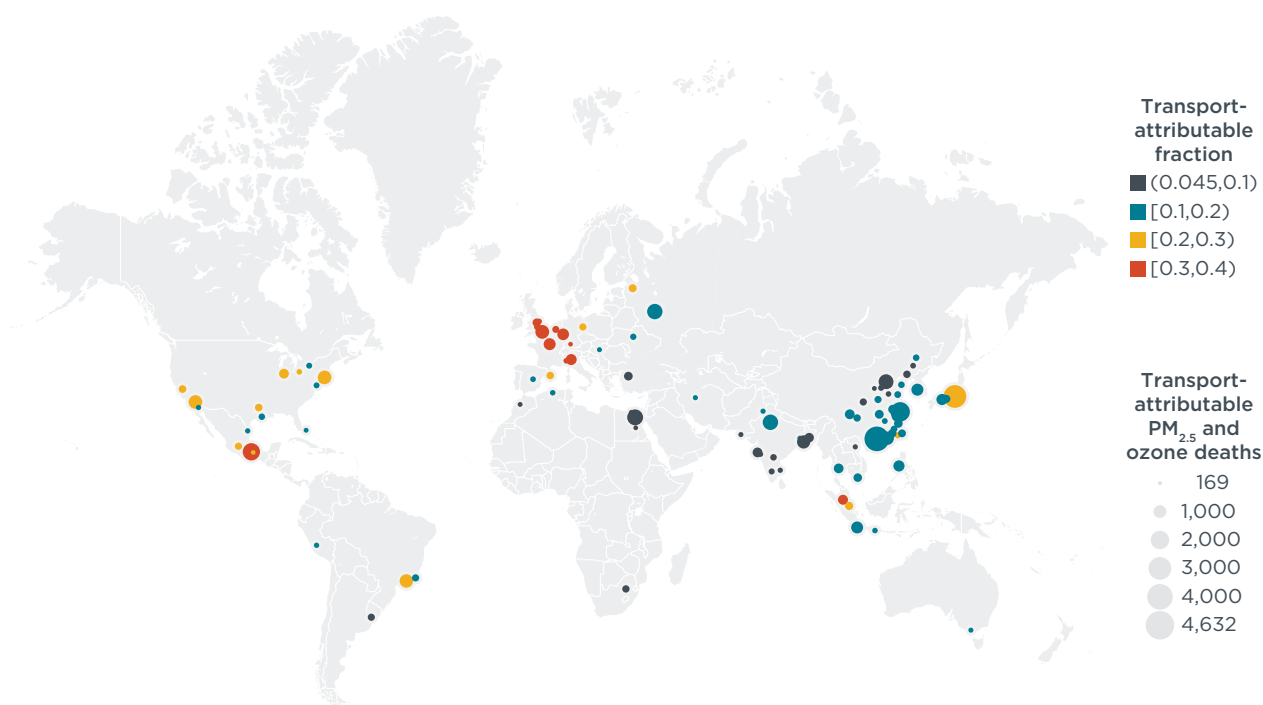 Transport-
attributable
fraction
(0.045,0.1)
[0.1,0.2)
[0.2,0.3)
[0.3,0.4)
Transport-
attributable
PM2.5 and
ozone deaths
169
1,000
2,000
3,000
4,000
4,632